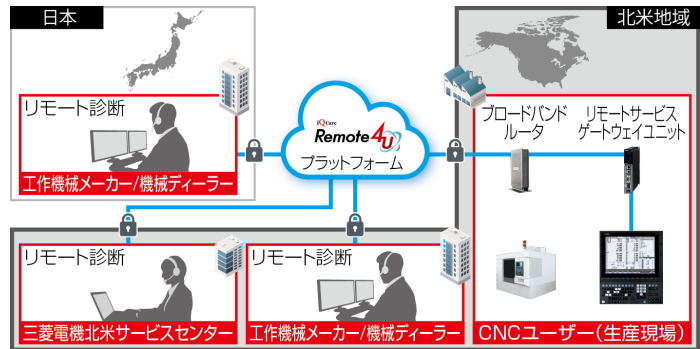 日本
北米地域
リモート診断
工作機械メーカー/機械ディーラー
iQ Care
Remote4U
プラットフォーム
ブロードバンド
ルータ
リモートサービス
ゲートウェイユニット
リモート診断
三菱電機北米サービスセンター
リモート診断
工作機械メーカー/機械ディーラー
CNCユーザー(生産現場)